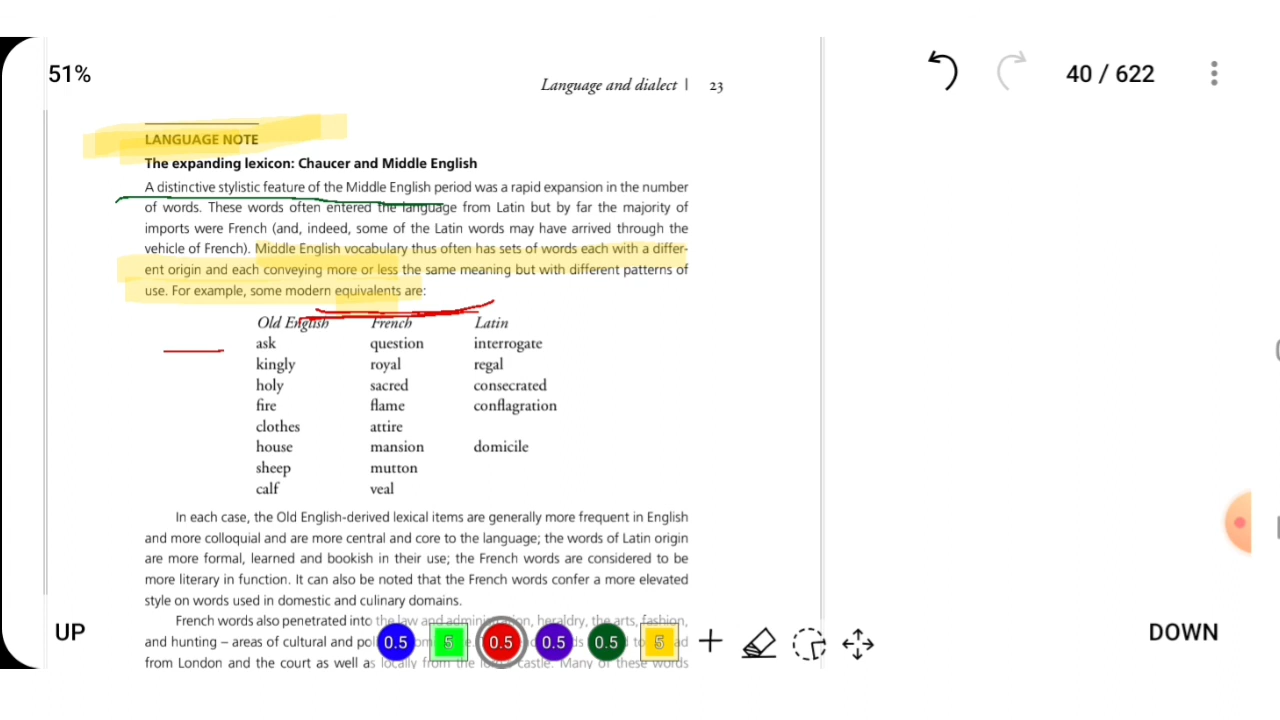 51%
Language and dialect | 23
40 / 622
LANGUAGE NOTE
The expanding lexicon: Chaucer and Middle English
A distinctive stylistic feature of the Middle English period was a rapid expansion in the number
of words. These words often entered the language from Latin but by far the majority of
imports were French (and, indeed, some of the Latin words may have arrived through the
vehicle of French). Middle English vocabulary thus often has sets of words each with a differ-
ent origin and each conveying more or less the same meaning but with different patterns of
use. For example, some modern equivalents are:
Old English French Latin
ask question interrogate
kingly royal regal
holy sacred consecrated
fire flame conflagration
clothes attire
house mansion domicile
sheep mutton
calf veal
In each case, the Old English-derived lexical items are generally more frequent in English
and more colloquial and are more central and core to the language; the words of Latin origin
are more formal, learned and bookish in their use; the French words are considered to be
more literary in function. It can also be noted that the French words confer a more elevated
style on words used in domestic and culinary domains.
French words also penetrated into the law and administration, heraldry, the arts, fashion,
and hunting – areas of cultural and
from London and the court as well as locally from the castle. Many of these words
UP
0.5 5 0.5 0.5 0.5 5
DOWN